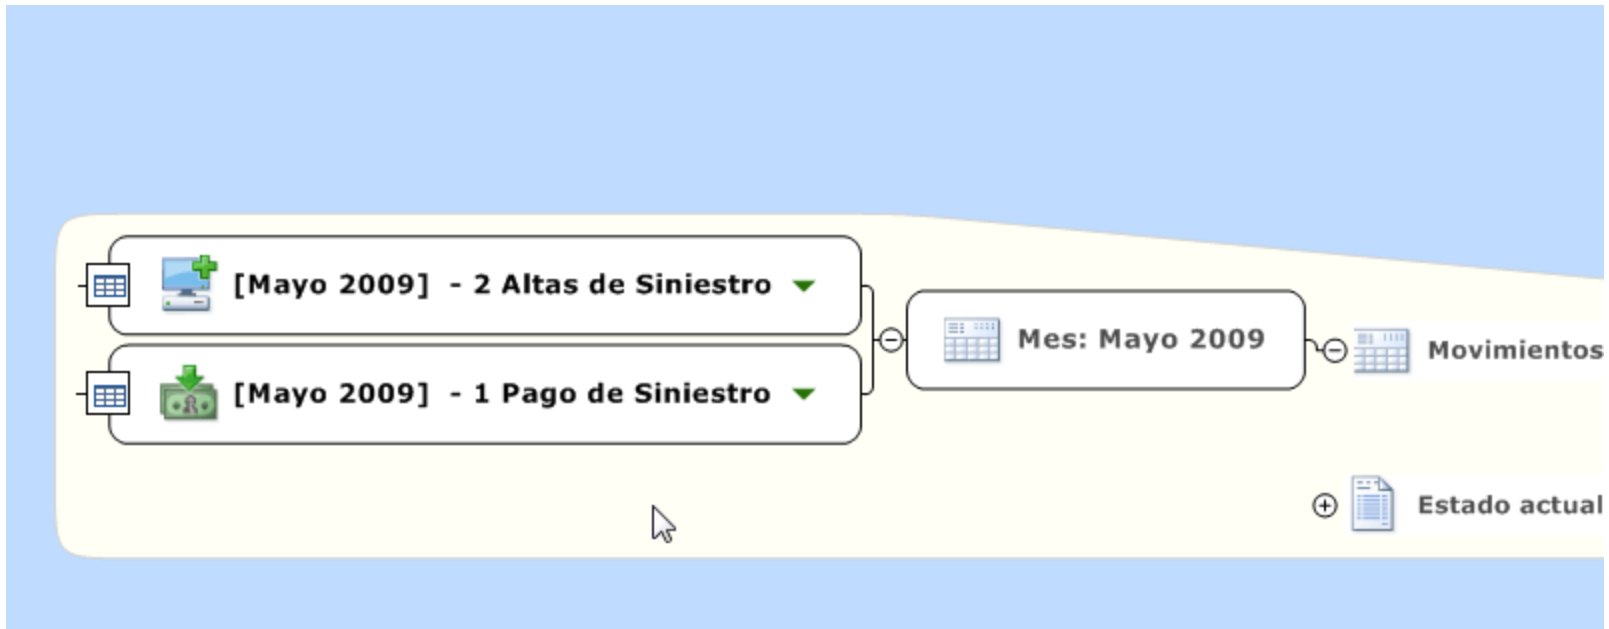 [Mayo 2009]  - 2 Altas de Siniestro
[Mayo 2009]  - 1 Pago de Siniestro
Mes: Mayo 2009
Movimientos
Estado actual